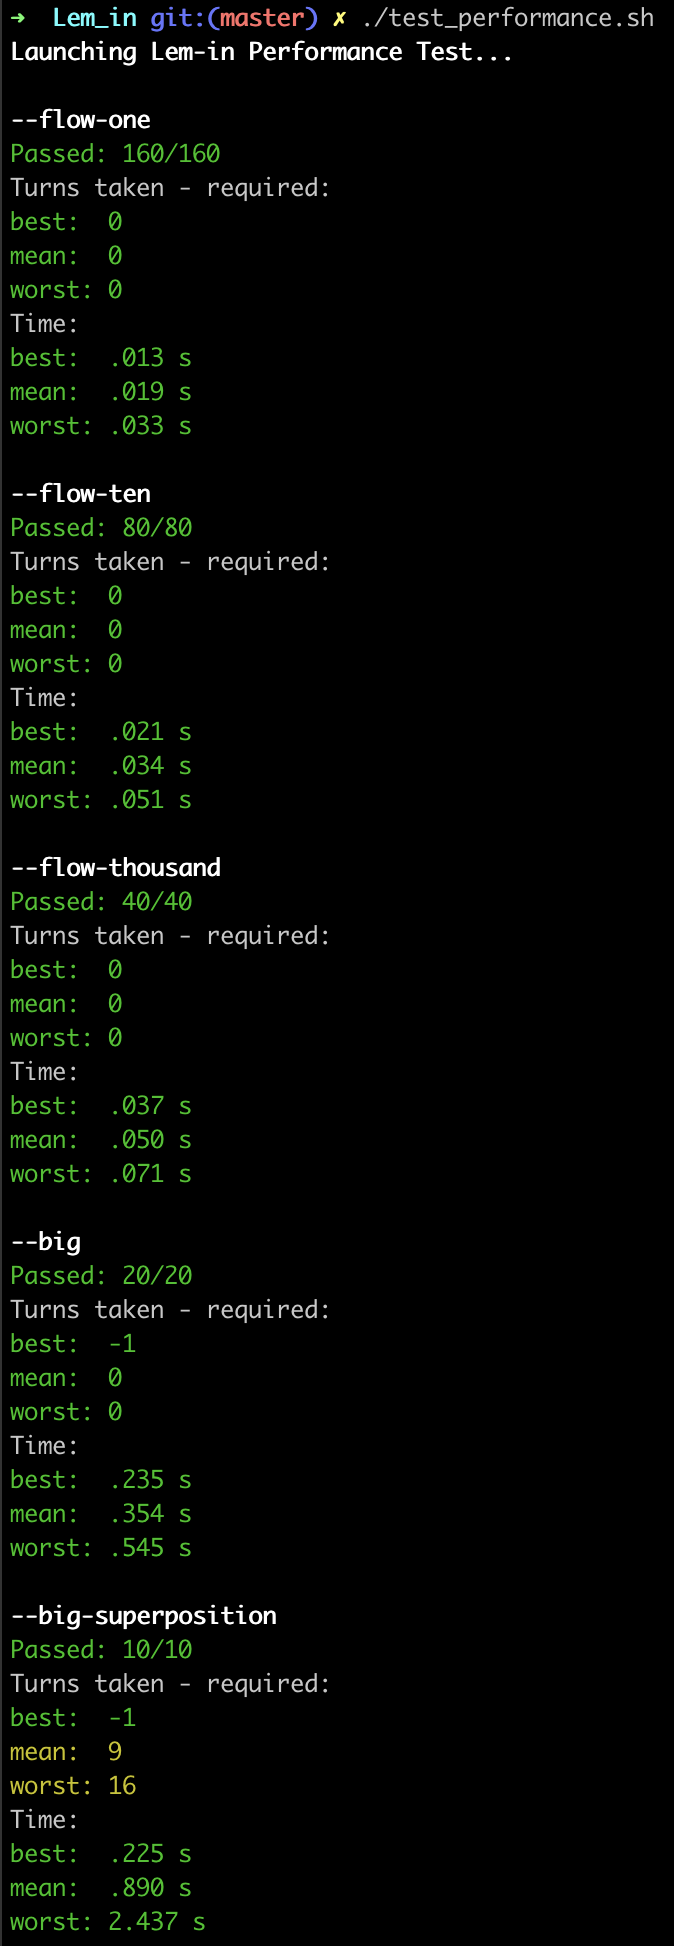 ➜  Lem_in git:(master) ✗ ./test_performance.sh
Launching Lem-in Performance Test...

--flow-one
Passed: 160/160
Turns taken - required:
best:  0
mean:  0
worst: 0
Time:
best:  .013 s
mean:  .019 s
worst: .033 s

--flow-ten
Passed: 80/80
Turns taken - required:
best:  0
mean:  0
worst: 0
Time:
best:  .021 s
mean:  .034 s
worst: .051 s

--flow-thousand
Passed: 40/40
Turns taken - required:
best:  0
mean:  0
worst: 0
Time:
best:  .037 s
mean:  .050 s
worst: .071 s

--big
Passed: 20/20
Turns taken - required:
best:  -1
mean:  0
worst: 0
Time:
best:  .235 s
mean:  .354 s
worst: .545 s

--big-superposition
Passed: 10/10
Turns taken - required:
best:  -1
mean:  9
worst: 16
Time:
best:  .225 s
mean:  .890 s
worst: 2.437 s